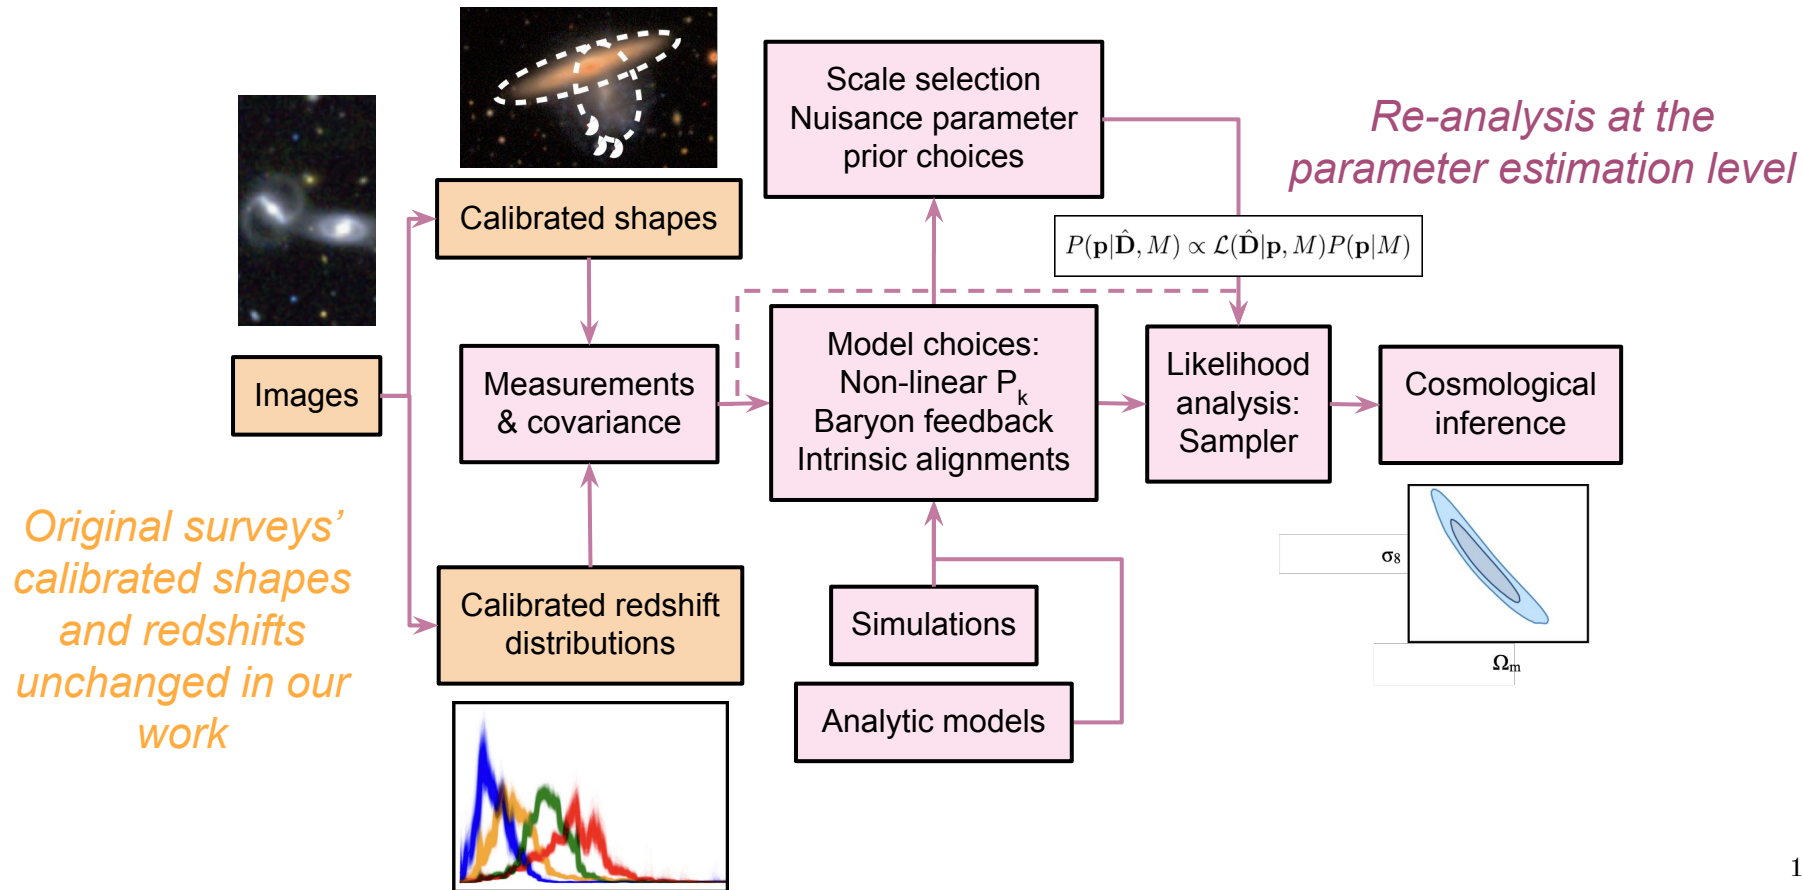 Scale selection
Nuisance parameter
prior choices
Re-analysis at the
parameter estimation level
Calibrated shapes
P(𝐩|𝐃̂, M) ∝ ℒ(𝐃̂|𝐩, M)P(𝐩|M)
Images
Measurements
& covariance
Model choices:
Non-linear Pₖ
Baryon feedback
Intrinsic alignments
Likelihood
analysis:
Sampler
Cosmological
inference
Original surveys’
calibrated shapes
and redshifts
unchanged in our
work
Calibrated redshift
distributions
Simulations
Analytic models
σ₈
Ωₘ
1